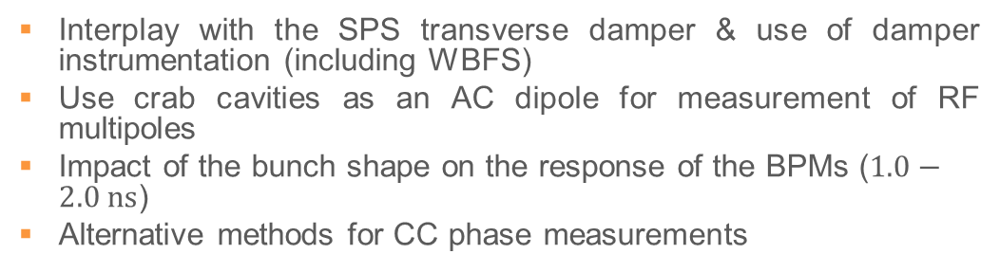 ▪ Interplay with the SPS transverse damper & use of damper
instrumentation (including WBFS)
▪ Use crab cavities as an AC dipole for measurement of RF
multipoles
▪ Impact of the bunch shape on the response of the BPMs (1.0 −
2.0 ns)
▪ Alternative methods for CC phase measurements